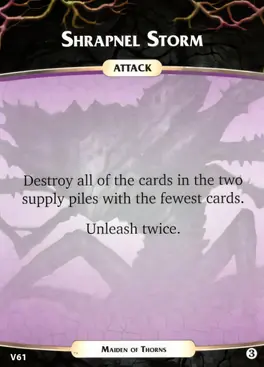 SHRAPNEL STORM
ATTACK
Destroy all of the cards in the two
supply piles with the fewest cards.
Unleash twice.
MAIDEN OF THORNS
V61
3